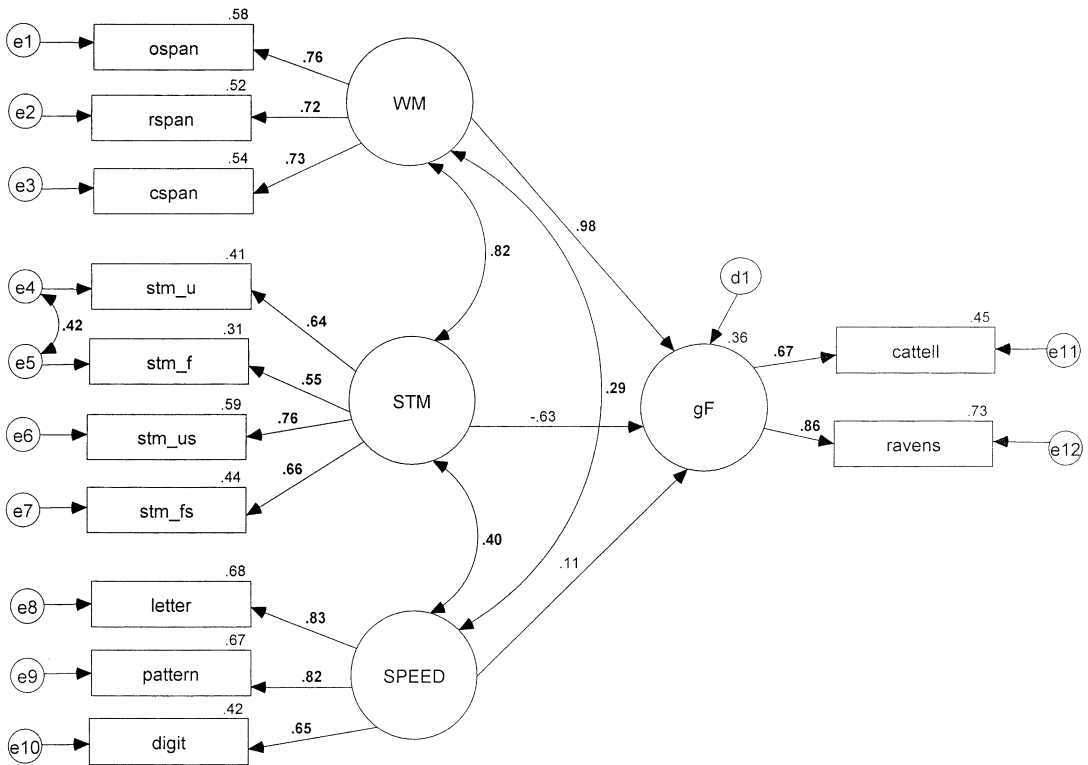 .58
e1
ospan
.76
.52
e2
rspan
.72
WM
.54
e3
cspan
.73
.98
.82
.41
e4
stm_u
.64
.42
d1
.31
e5
stm_f
.55
.36
.45
.67
cattell
e11
.59
.76
STM
.29
gF
-.63
e6
stm_us
.66
.73
.86
ravens
e12
.44
e7
stm_fs
.40
.11
.68
e8
letter
.83
.67
e9
pattern
.82
SPEED
.42
e10
digit
.65